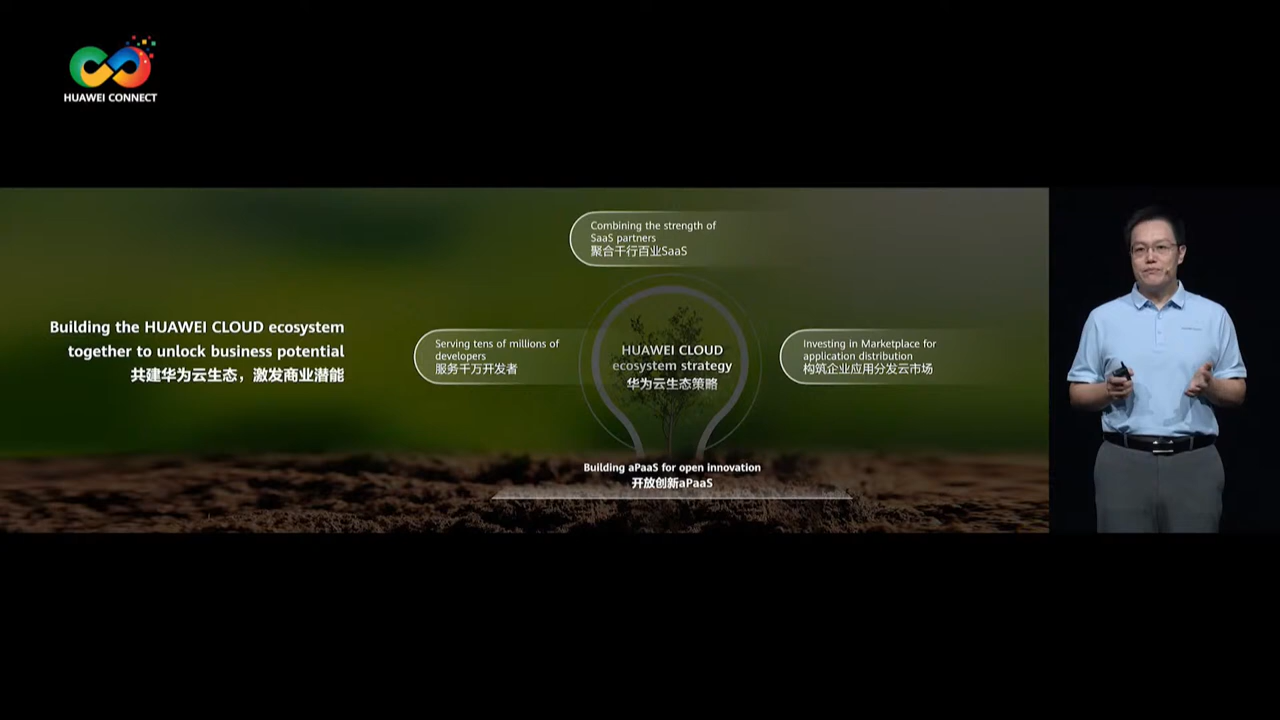 HUAWEI CONNECT
Combining the strength of
SaaS partners
聚合千行百业SaaS
Building the HUAWEI CLOUD ecosystem
together to unlock business potential
共建华为云生态，激发商业潜能
Serving tens of millions of
developers
服务千万开发者
HUAWEI CLOUD
ecosystem strategy
华为云生态策略
Investing in Marketplace for
application distribution
构筑企业应用分发云市场
Building aPaaS for open innovation
开放创新aPaaS